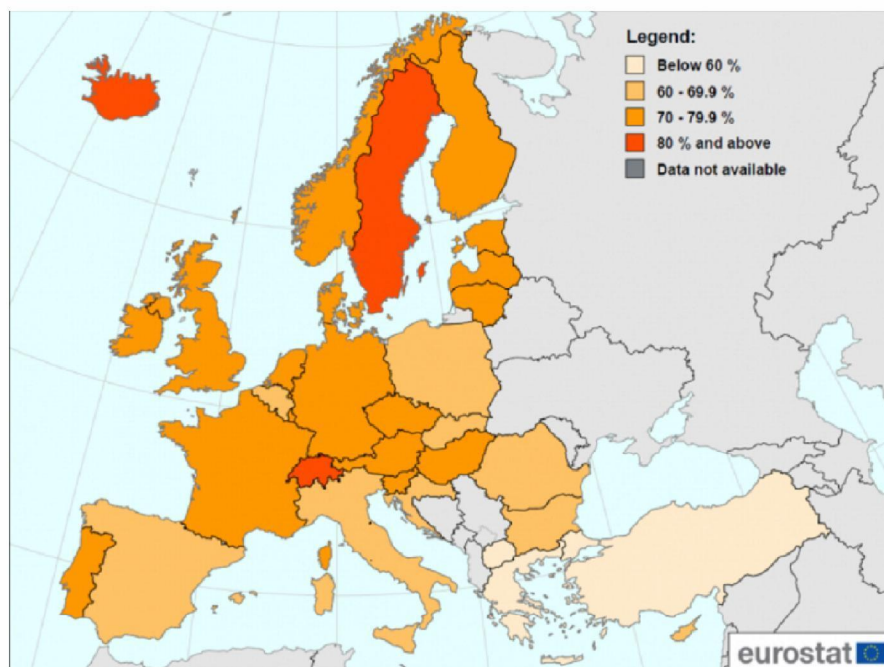 Legend:
Below 60 %
60 - 69.9 %
70 - 79.9 %
80 % and above
Data not available
eurostat